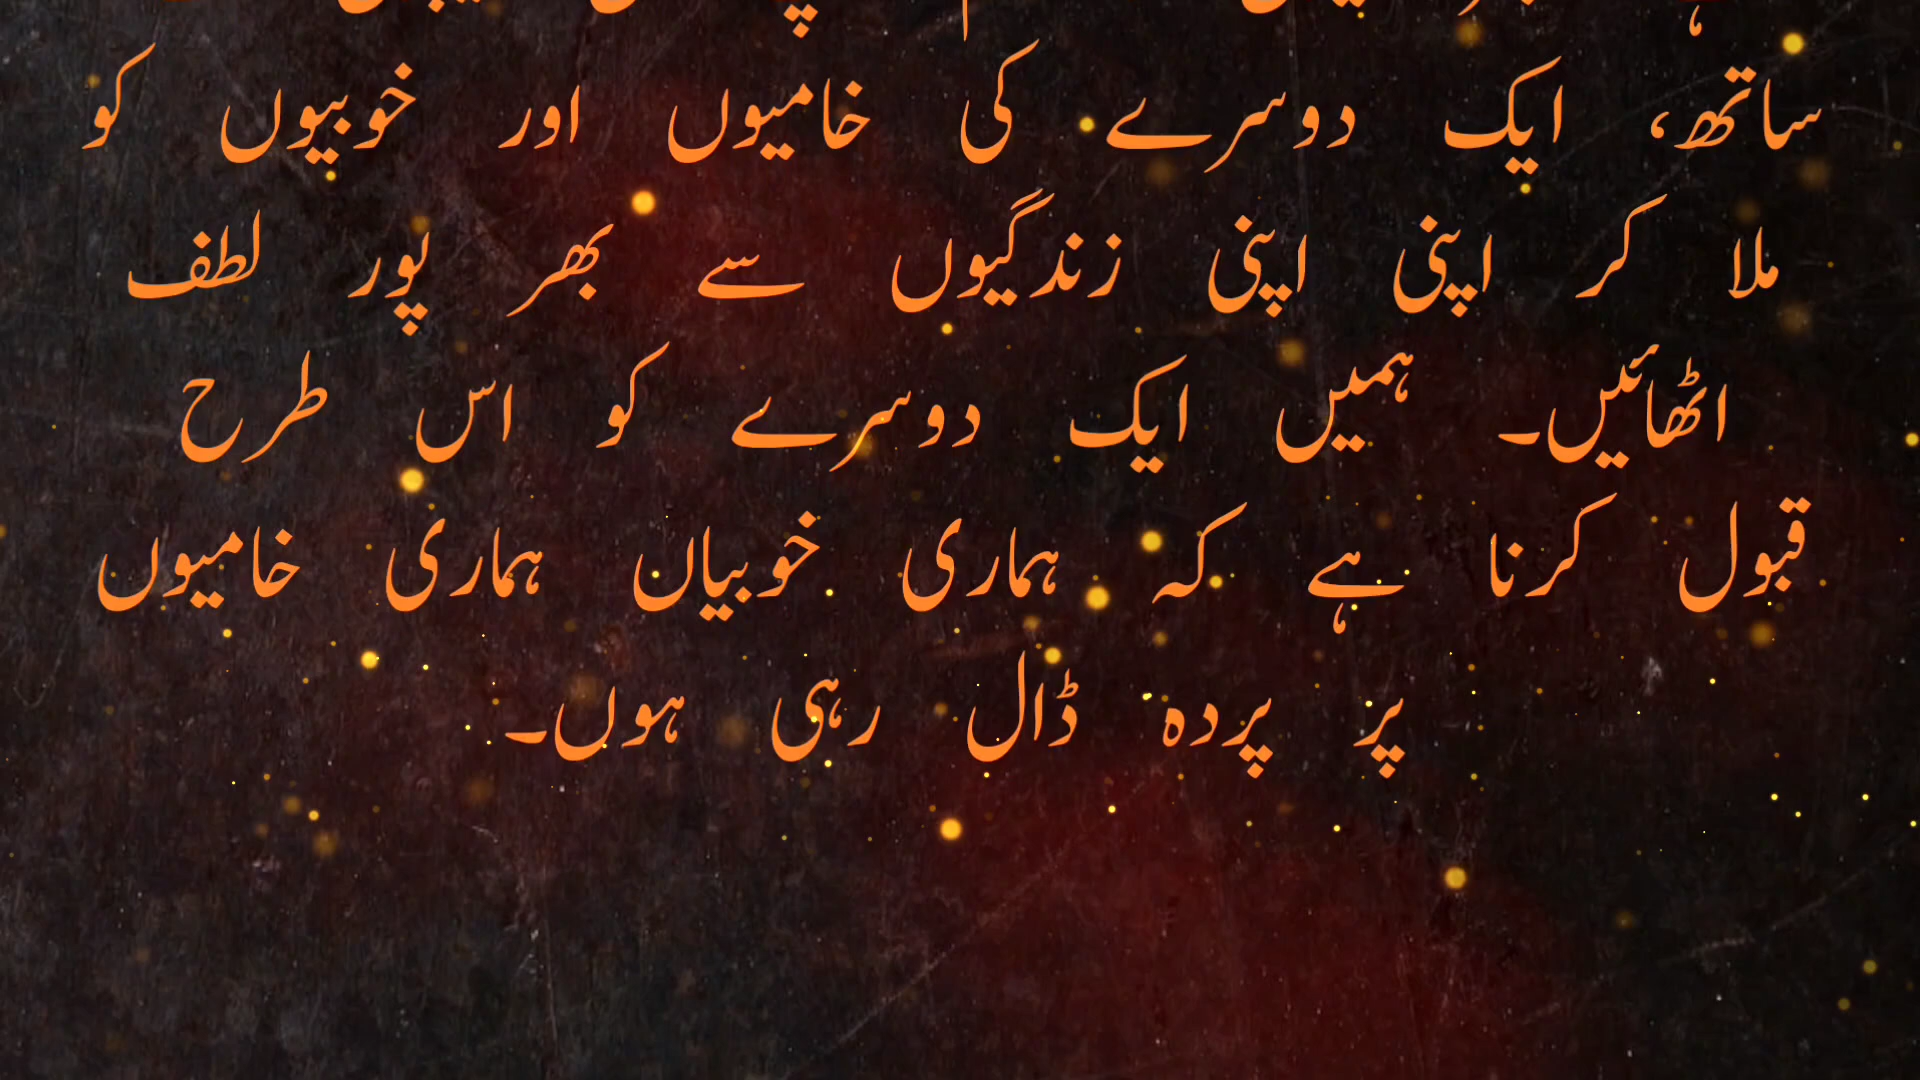 ساتھ، ایک دوسرے کی خامیوں اور خوبیوں کو
ملا کر اپنی اپنی زندگیوں سے بھر پور لطف
اٹھائیں۔ ہمیں ایک دوسرے کو اس طرح
قبول کرنا ہے کہ ہماری خوبیاں ہماری خامیوں
پر پردہ ڈال رہی ہوں۔